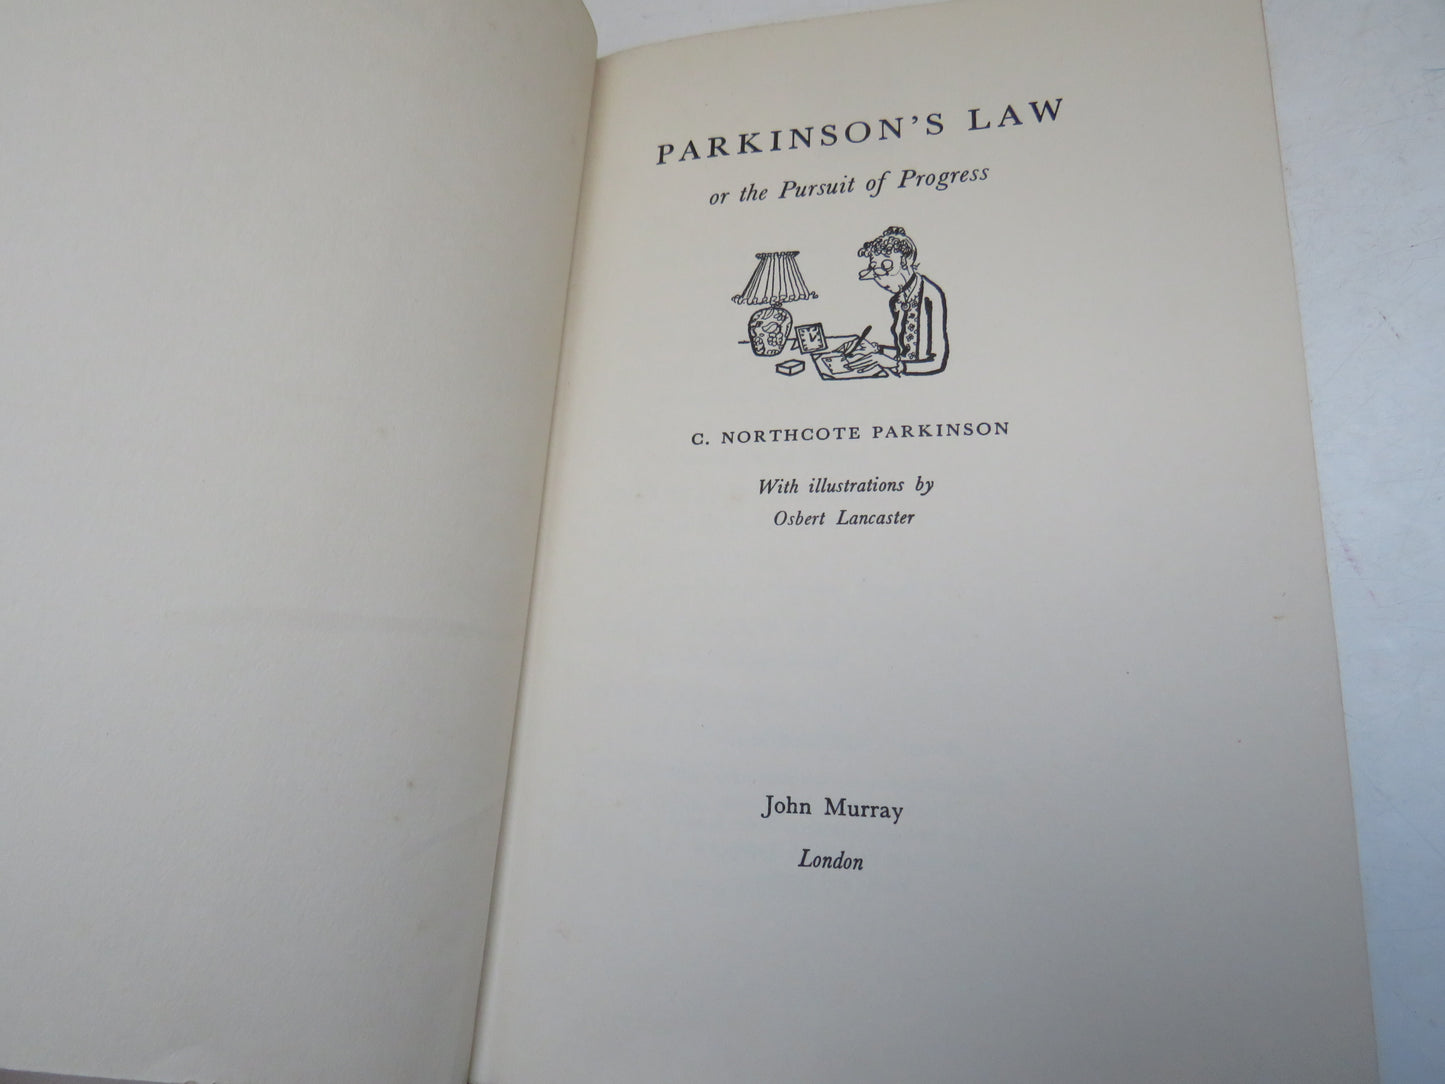 PARKINSON'S LAW
or the Pursuit of Progress
C. NORTHCOTE PARKINSON
With illustrations by
Osbert Lancaster
John Murray
London